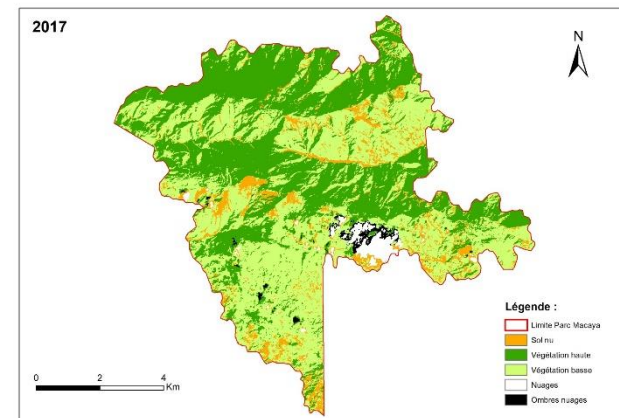 2017
N
Légende :
Limite Parc Macaya
Sol nu
Végétation haute
Végétation basse
Nuages
Ombres nuages
0 2 4
Km